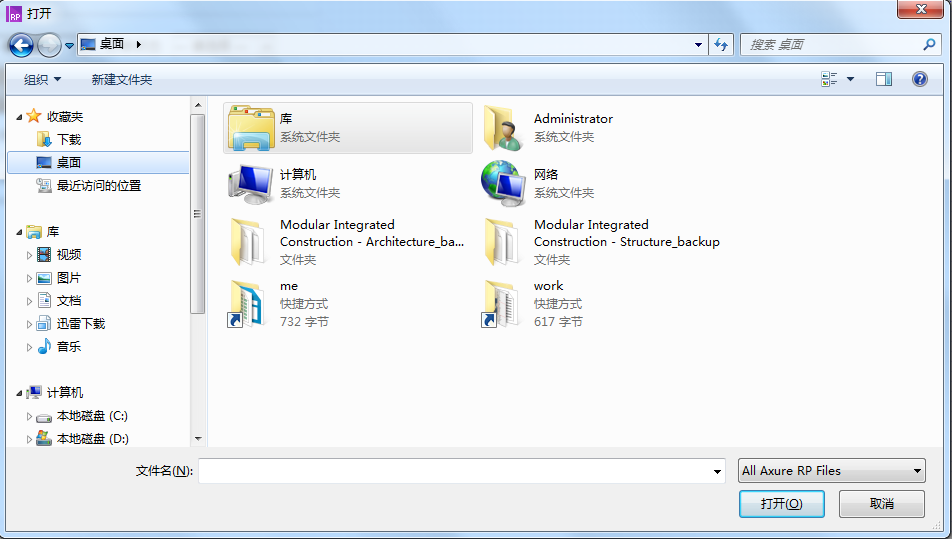 RP 打开
桌面
搜索 桌面
组织
新建文件夹
收藏夹
下载
桌面
最近访问的位置
库
视频
图片
文档
迅雷下载
音乐
计算机
本地磁盘 (C:)
本地磁盘 (D:)
库
系统文件夹
Administrator
系统文件夹
计算机
系统文件夹
网络
系统文件夹
Modular Integrated
Construction - Architecture_ba...
文件夹
Modular Integrated
Construction - Structure_backup
文件夹
me
快捷方式
732 字节
work
快捷方式
617 字节
文件名(N):
All Axure RP Files
打开(O)
取消